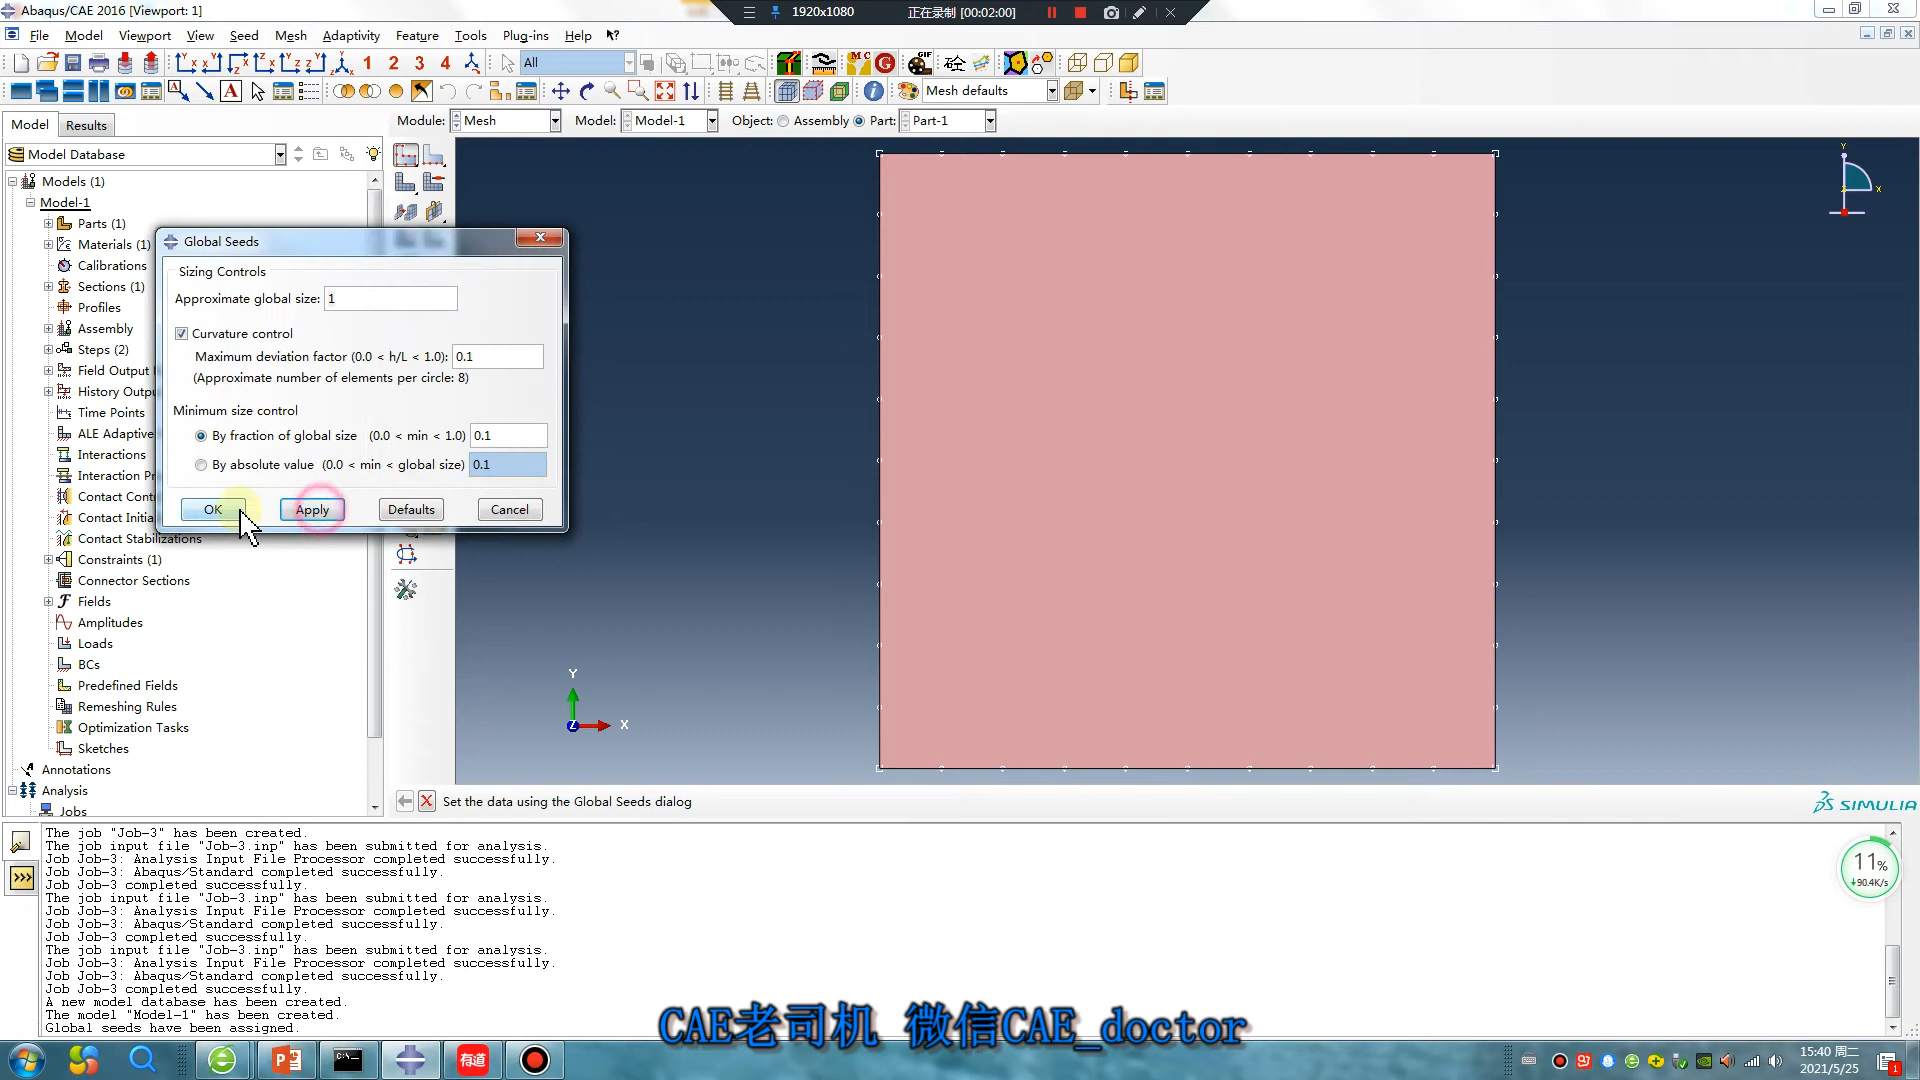 Abaqus/CAE 2016 [Viewport: 1]
1920x1080 正在录制 [00:02:00]
File Model Viewport View Seed Mesh Adaptivity Feature Tools Plug-ins Help
1 2 3 4 All
Mesh defaults
Model Results
Module: Mesh Model: Model-1 Object: Assembly Part: Part-1
Model Database
Models (1)
Model-1
Parts (1)
Materials (1)
Calibrations
Sections (1)
Profiles
Assembly
Steps (2)
Field Output
History Outpu
Time Points
ALE Adaptive
Interactions
Interaction Pr
Contact Contr
Contact Initia
Contact Stabilizations
Constraints (1)
Connector Sections
Fields
Amplitudes
Loads
BCs
Predefined Fields
Remeshing Rules
Optimization Tasks
Sketches
Annotations
Analysis
Jobs
Global Seeds
Sizing Controls
Approximate global size: 1
Curvature control
Maximum deviation factor (0.0 < h/L < 1.0): 0.1
(Approximate number of elements per circle: 8)
Minimum size control
By fraction of global size (0.0 < min < 1.0) 0.1
By absolute value (0.0 < min < global size) 0.1
OK Apply Defaults Cancel
Y
X
Z
Y
X
Set the data using the Global Seeds dialog
SIMULIA
The job "Job-3" has been created.
The job input file "Job-3.inp" has been submitted for analysis.
Job Job-3: Analysis Input File Processor completed successfully.
Job Job-3: Abaqus/Standard completed successfully.
Job Job-3 completed successfully.
The job input file "Job-3.inp" has been submitted for analysis.
Job Job-3: Analysis Input File Processor completed successfully.
Job Job-3: Abaqus/Standard completed successfully.
Job Job-3 completed successfully.
The job input file "Job-3.inp" has been submitted for analysis.
Job Job-3: Analysis Input File Processor completed successfully.
Job Job-3: Abaqus/Standard completed successfully.
Job Job-3 completed successfully.
A new model database has been created.
The model "Model-1" has been created.
Global seeds have been assigned.
11%
↓90.4K/s
CAE老司机 微信CAE_doctor
有道
15:40 周二
2021/5/25